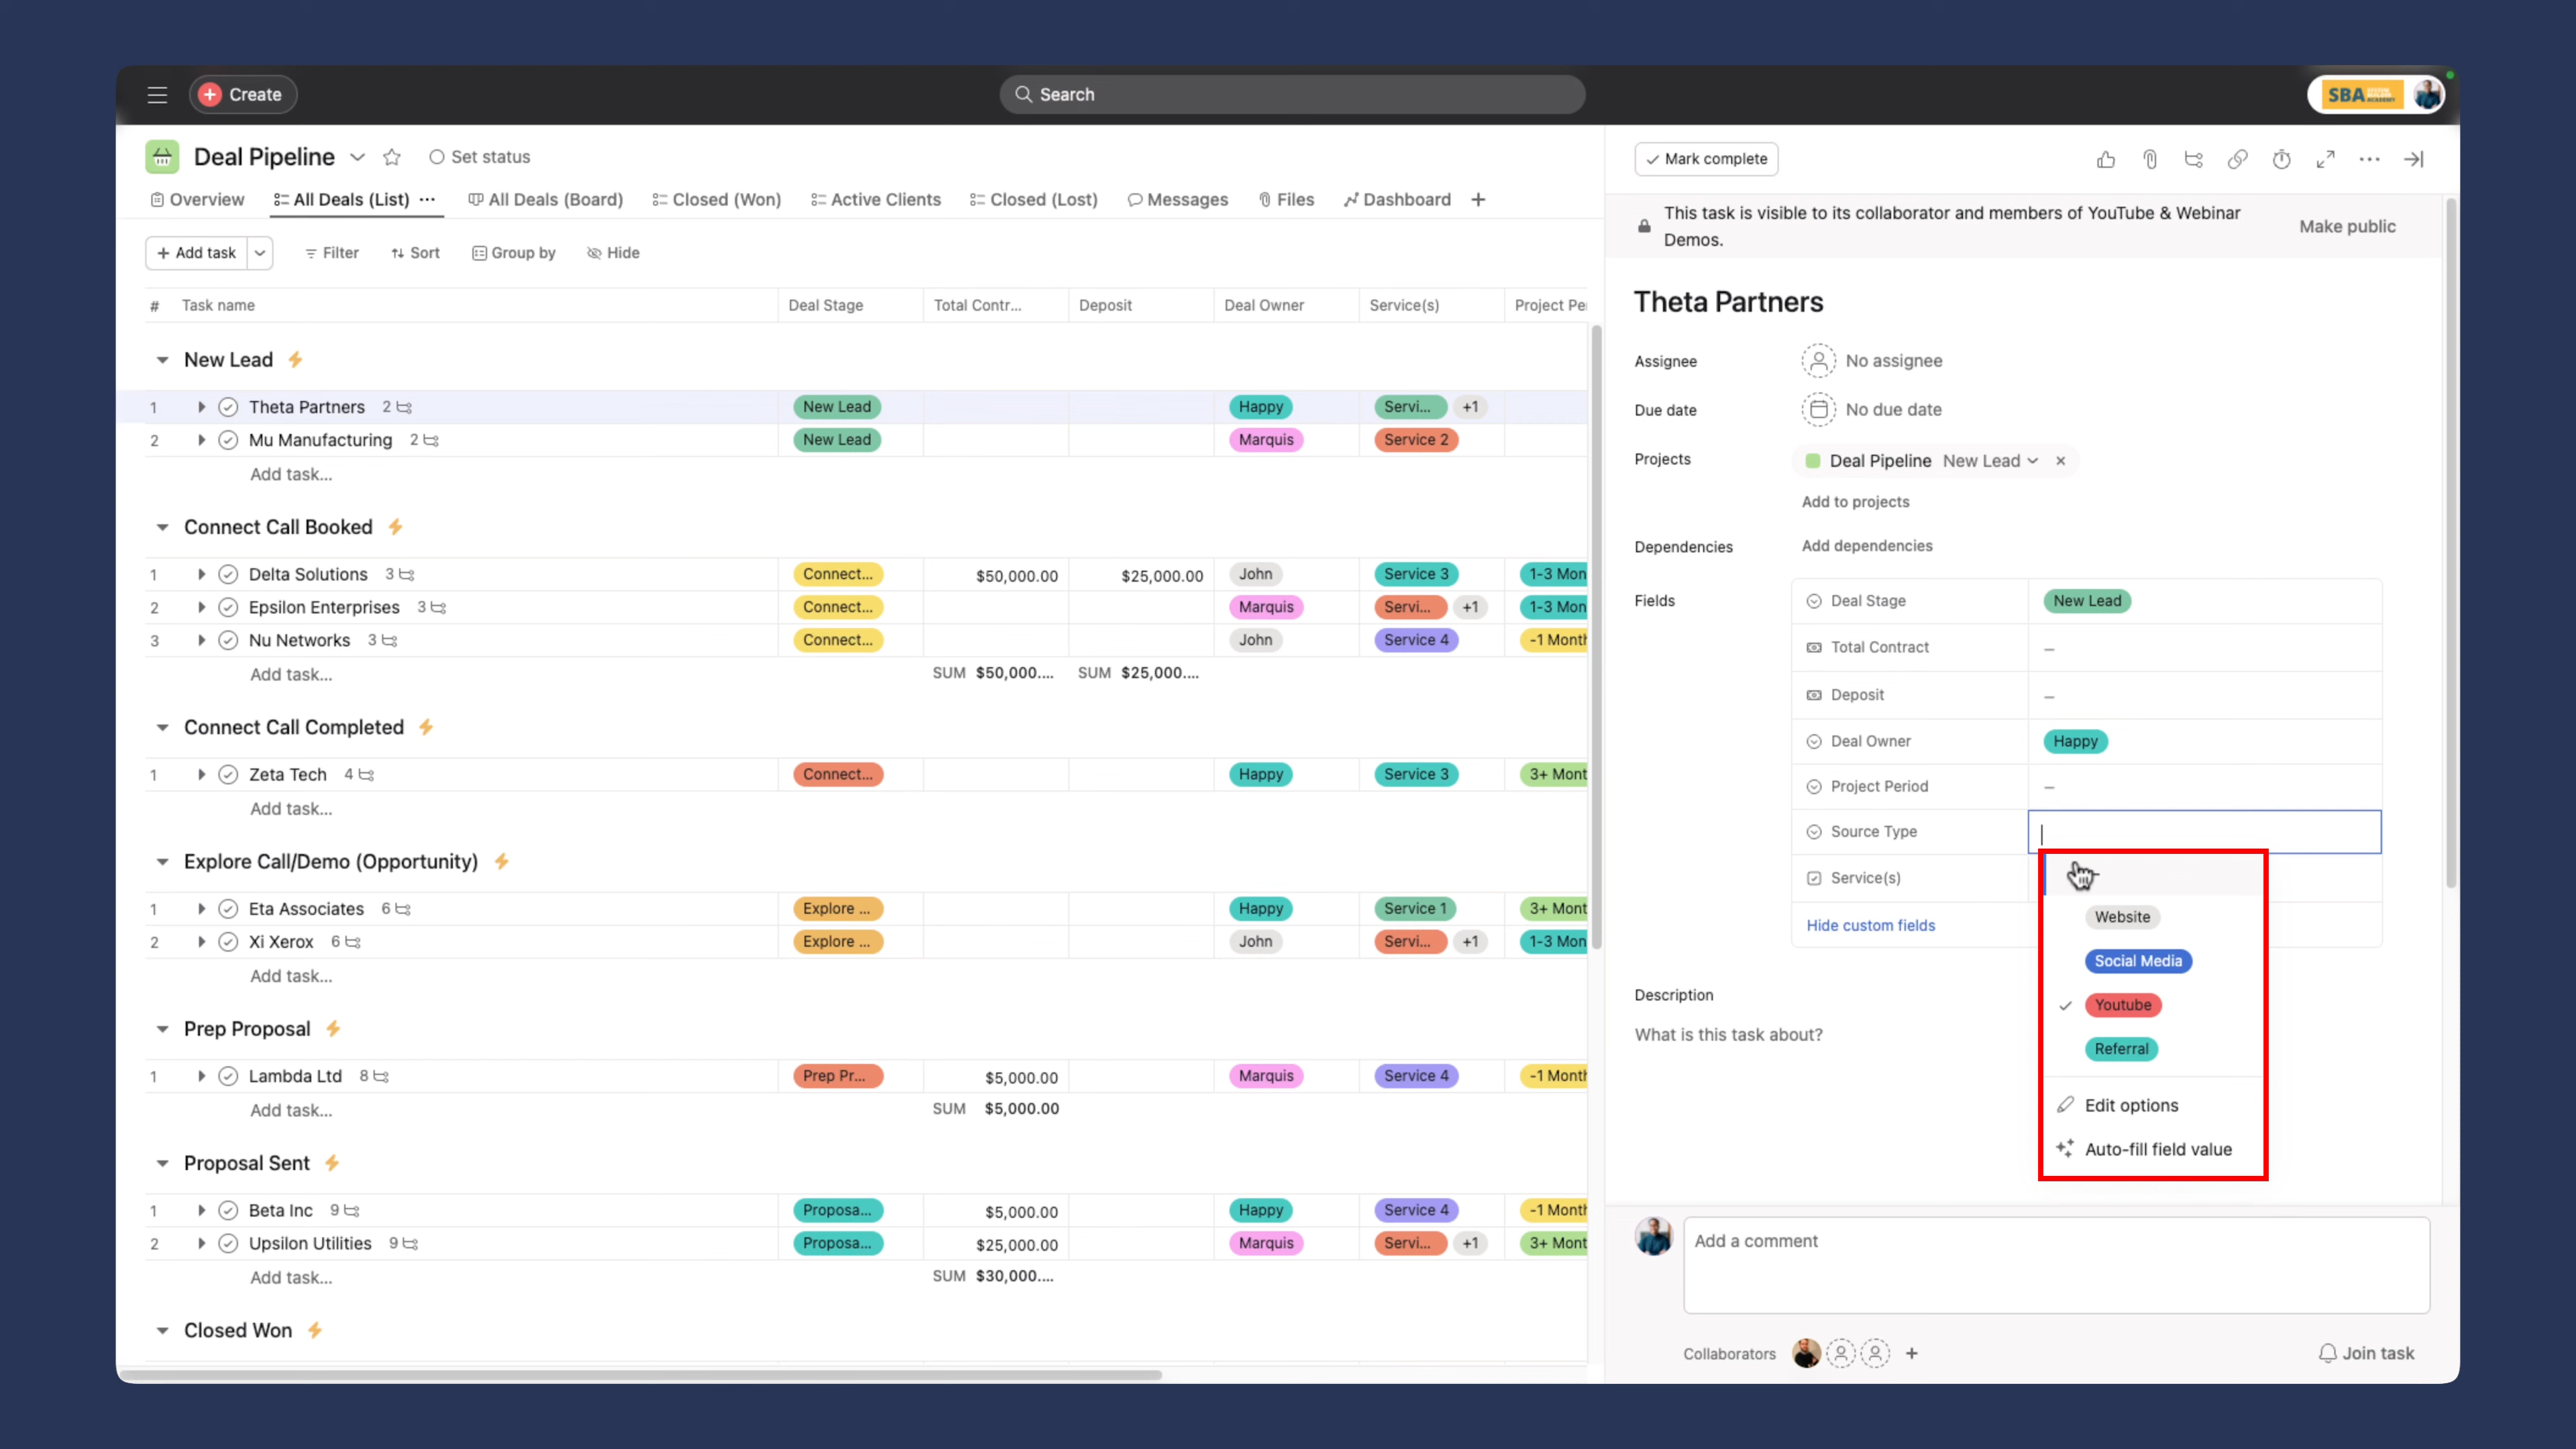 Create
Search
SBA
Deal Pipeline
Set status
Overview
All Deals (List)
All Deals (Board)
Closed (Won)
Active Clients
Closed (Lost)
Messages
Files
Dashboard
Add task
Filter
Sort
Group by
Hide
# Task name Deal Stage Total Contr... Deposit Deal Owner Service(s) Project Pe
New Lead
1 Theta Partners 2 New Lead Happy Servi... +1
2 Mu Manufacturing 2 New Lead Marquis Service 2
Add task...
Connect Call Booked
1 Delta Solutions 3 Connect... $50,000.00 $25,000.00 John Service 3 1-3 Mon
2 Epsilon Enterprises 3 Connect... Marquis Servi... +1 1-3 Mon
3 Nu Networks 3 Connect... John Service 4 -1 Month
Add task... SUM $50,000.... SUM $25,000....
Connect Call Completed
1 Zeta Tech 4 Connect... Happy Service 3 3+ Mont
Add task...
Explore Call/Demo (Opportunity)
1 Eta Associates 6 Explore ... Happy Service 1 3+ Mont
2 Xi Xerox 6 Explore ... John Servi... +1 1-3 Mon
Add task...
Prep Proposal
1 Lambda Ltd 8 Prep Pr... $5,000.00 Marquis Service 4 -1 Month
Add task... SUM $5,000.00
Proposal Sent
1 Beta Inc 9 Proposa... $5,000.00 Happy Service 4 -1 Month
2 Upsilon Utilities 9 Proposa... $25,000.00 Marquis Servi... +1 3+ Mont
Add task... SUM $30,000....
Closed Won
Mark complete
This task is visible to its collaborator and members of YouTube & Webinar
Demos.
Make public
Theta Partners
Assignee No assignee
Due date No due date
Projects Deal Pipeline New Lead
Add to projects
Dependencies Add dependencies
Fields
Deal Stage New Lead
Total Contract –
Deposit –
Deal Owner Happy
Project Period –
Source Type
Service(s)
Hide custom fields
Website
Social Media
Youtube
Referral
Edit options
Auto-fill field value
Description
What is this task about?
Add a comment
Collaborators
Join task